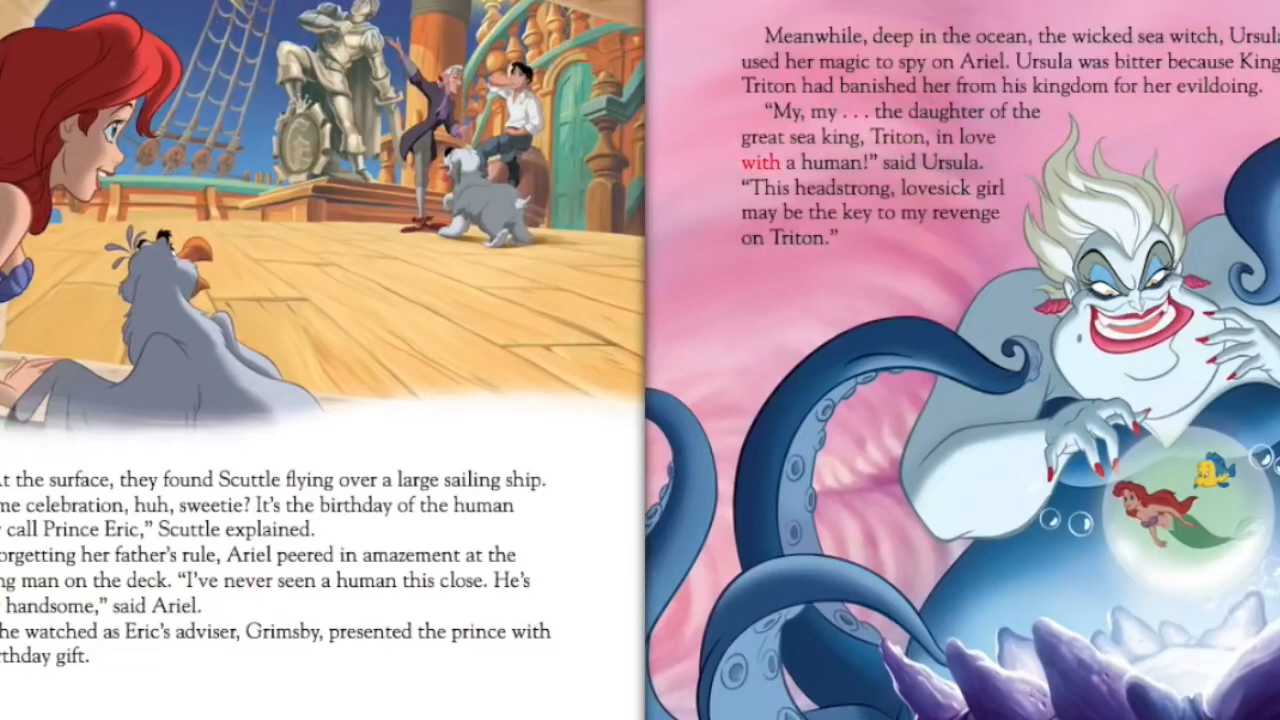 At the surface, they found Scuttle flying over a large sailing ship.
me celebration, huh, sweetie? It's the birthday of the human
call Prince Eric,” Scuttle explained.
orgetting her father's rule, Ariel peered in amazement at the
ng man on the deck. “I've never seen a human this close. He's
handsome,” said Ariel.
he watched as Eric's adviser, Grimsby, presented the prince with
rthday gift.
Meanwhile, deep in the ocean, the wicked sea witch, Ursula
used her magic to spy on Ariel. Ursula was bitter because King
Triton had banished her from his kingdom for her evildoing.
“My, my . . . the daughter of the
great sea king, Triton, in love
with a human!” said Ursula.
“This headstrong, lovesick girl
may be the key to my revenge
on Triton.”